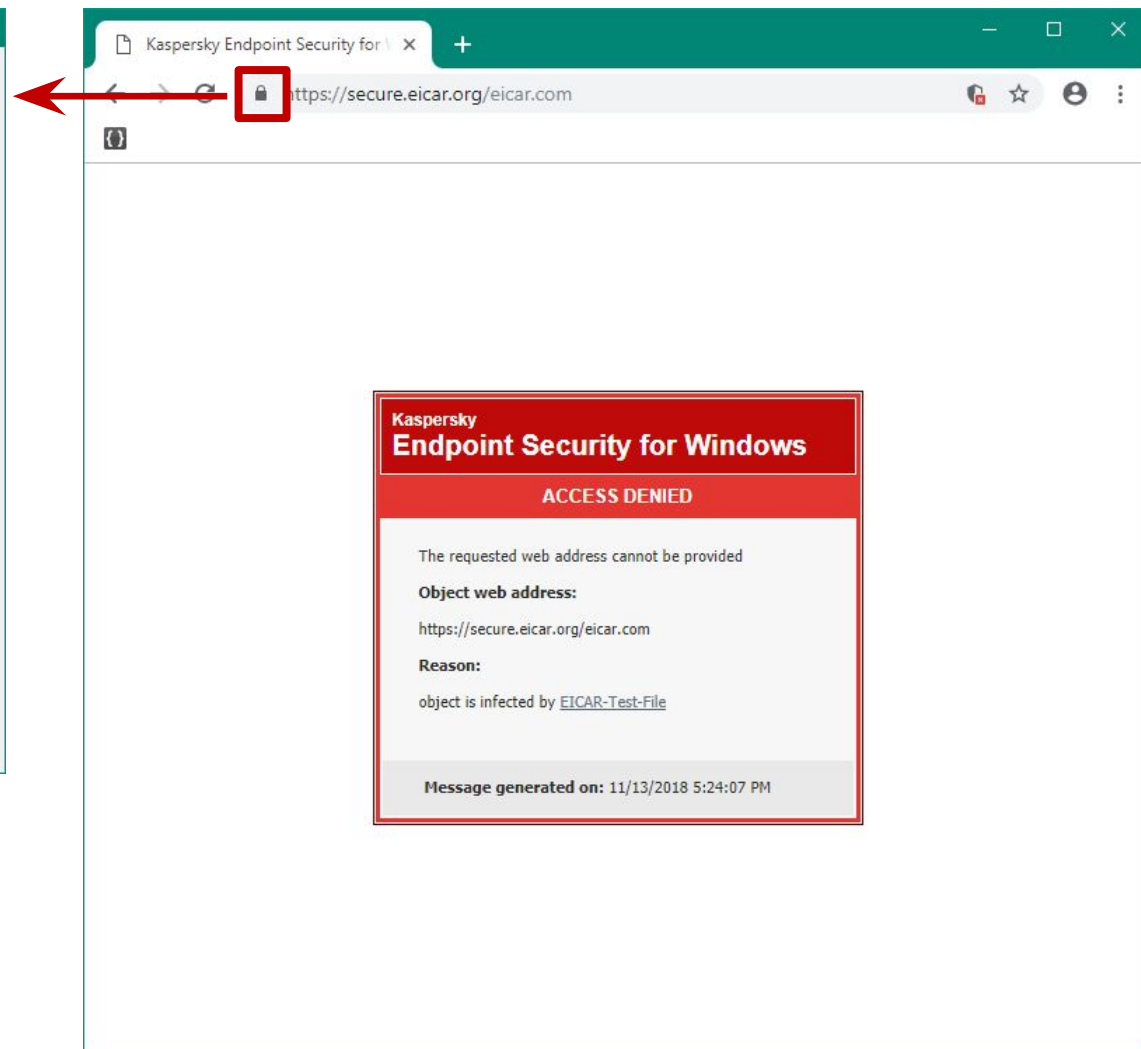 Kaspersky Endpoint Security for
https://secure.eicar.org/eicar.com
Kaspersky
Endpoint Security for Windows
ACCESS DENIED
The requested web address cannot be provided
Object web address:
https://secure.eicar.org/eicar.com
Reason:
object is infected by EICAR-Test-File
Message generated on: 11/13/2018 5:24:07 PM